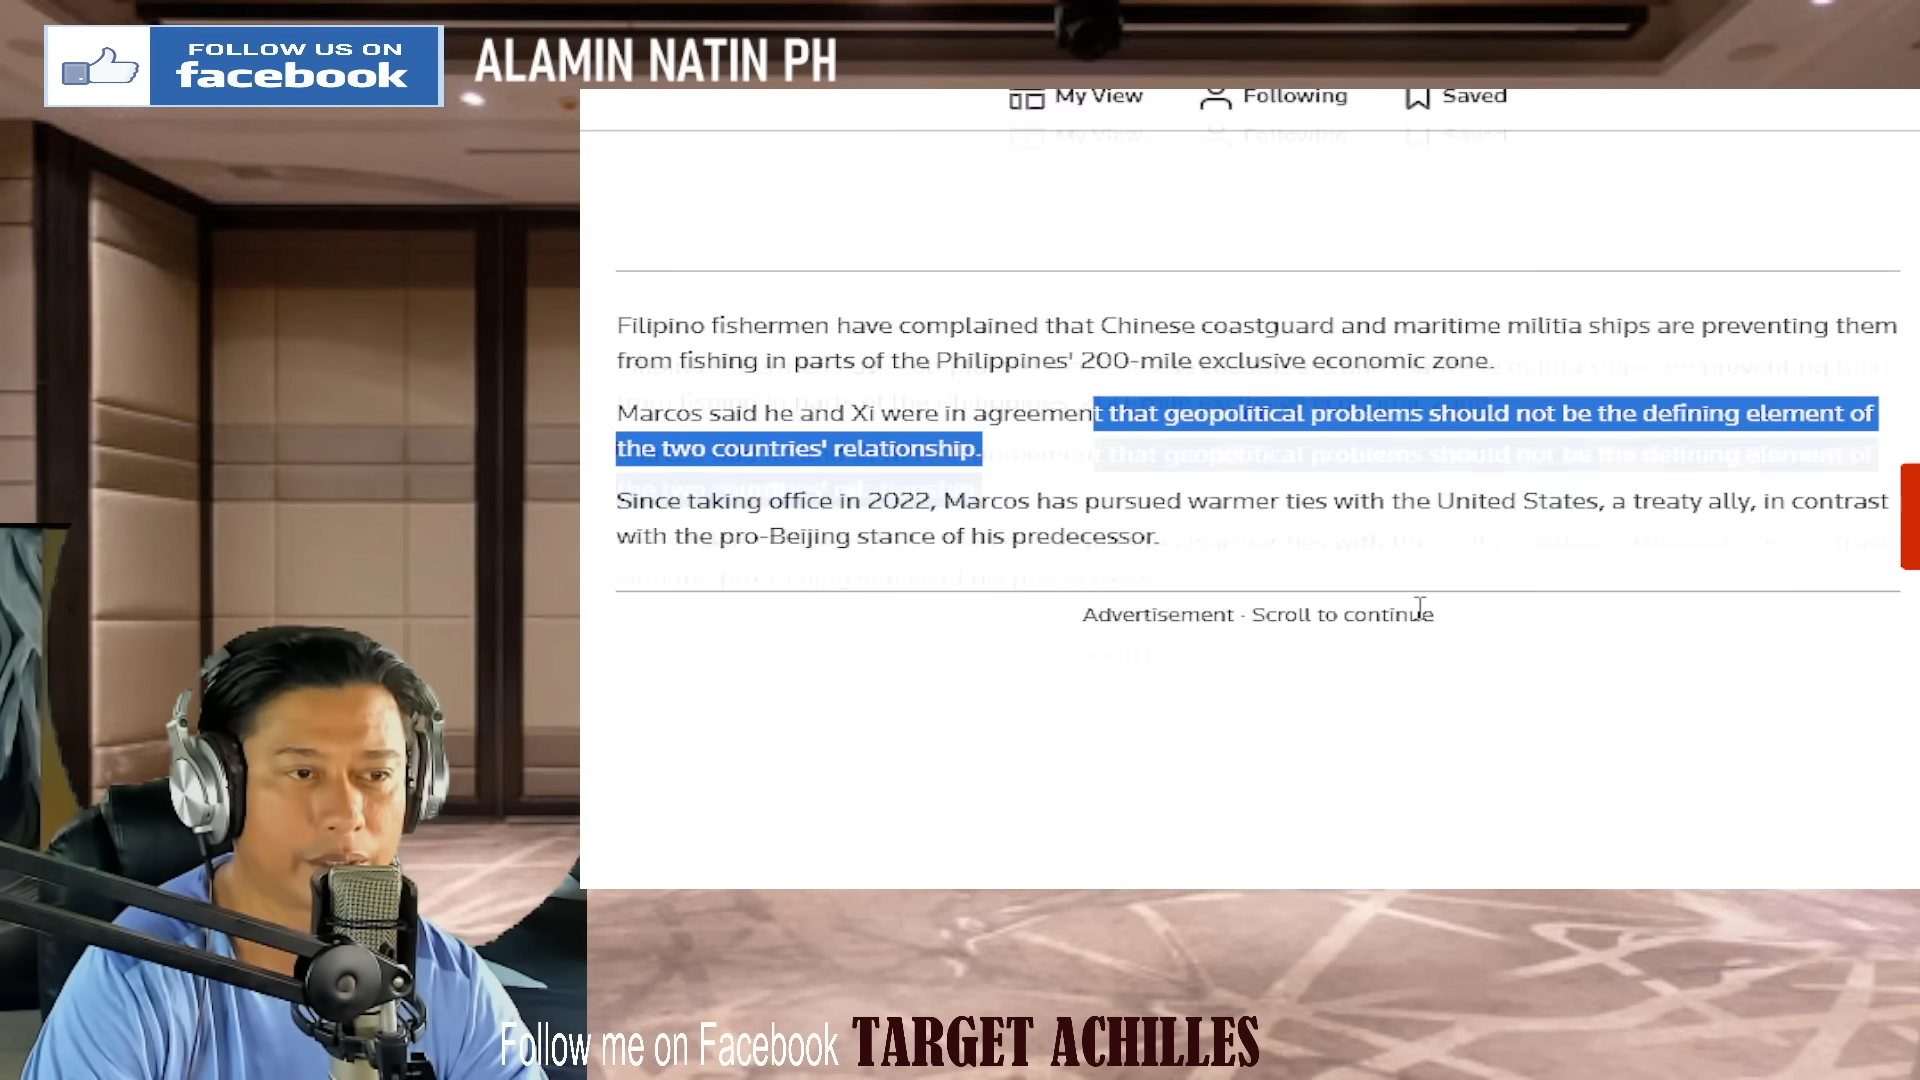 FOLLOW US ON
facebook
ALAMIN NATIN PH
My View
Following
Saved
My View
Following
Saved
Filipino fishermen have complained that Chinese coastguard and maritime militia ships are preventing them
from fishing in parts of the Philippines' 200-mile exclusive economic zone.
Marcos said he and Xi were in agreement that geopolitical problems should not be the defining element of
the two countries' relationship.
Since taking office in 2022, Marcos has pursued warmer ties with the United States, a treaty ally, in contrast
with the pro-Beijing stance of his predecessor.
Advertisement · Scroll to continue
Follow me on Facebook TARGET ACHILLES